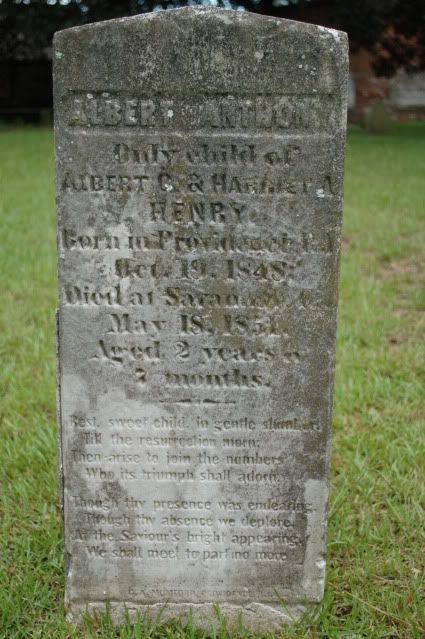 ALBERT ANTHONY
Only child of
ALBERT G. & HARRIET A.
HENRY
Born in Providence, R.I.
Oct. 19, 1848;
Died at
May 18, 1851.
Aged 2 years &
7 months.
Rest, sweet child, in gentle slumber,
Till the resurrection morn;
Then arise to join the numbers
Who its triumph shall adorn.
Though thy presence was endearing,
Though thy absence we deplore,
At the Saviour's bright appearing,
We shall meet to part no more.
MUMFORD, PROVIDENCE